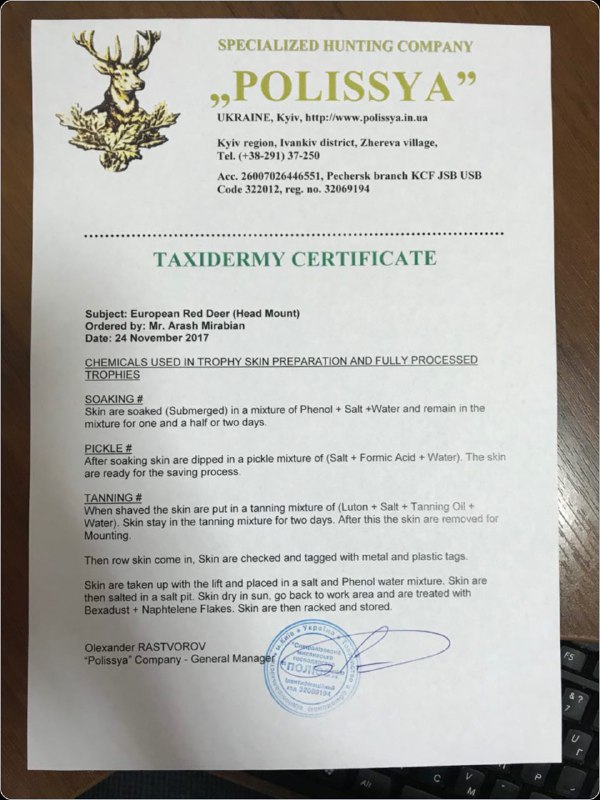 SPECIALIZED HUNTING COMPANY
„POLISSYA”
UKRAINE, Kyiv, http://www.polissya.in.ua
Kyiv region, Ivankiv district, Zhereva village,
Tel. (+38-291) 37-250
Acc. 26007026446551, Pechersk branch KCF JSB USB
Code 322012, reg. no. 32069194
TAXIDERMY CERTIFICATE
Subject: European Red Deer (Head Mount)
Ordered by: Mr. Arash Mirabian
Date: 24 November 2017
CHEMICALS USED IN TROPHY SKIN PREPARATION AND FULLY PROCESSED
TROPHIES
SOAKING #
Skin are soaked (Submerged) in a mixture of Phenol + Salt +Water and remain in the
mixture for one and a half or two days.
PICKLE #
After soaking skin are dipped in a pickle mixture of (Salt + Formic Acid + Water). The skin
are ready for the saving process.
TANNING #
When shaved the skin are put in a tanning mixture of (Luton + Salt + Tanning Oil +
Water). Skin stay in the tanning mixture for two days. After this the skin are removed for
Mounting.
Then row skin come in, Skin are checked and tagged with metal and plastic tags.
Skin are taken up with the lift and placed in a salt and Phenol water mixture. Skin are
then salted in a salt pit. Skin dry in sun, go back to work area and are treated with
Bexadust + Naphtelene Flakes. Skin are then racked and stored.
Olexander RASTVOROV
“Polissya” Company - General Manager
м.Київ * Україна *
Ідентифікаційний
код 32069194
F5
&
?
7
Alt
C
V